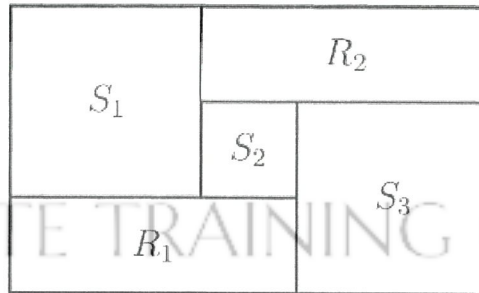 S₁
R₂
S₂
S₃
R₁
TE TRAINING